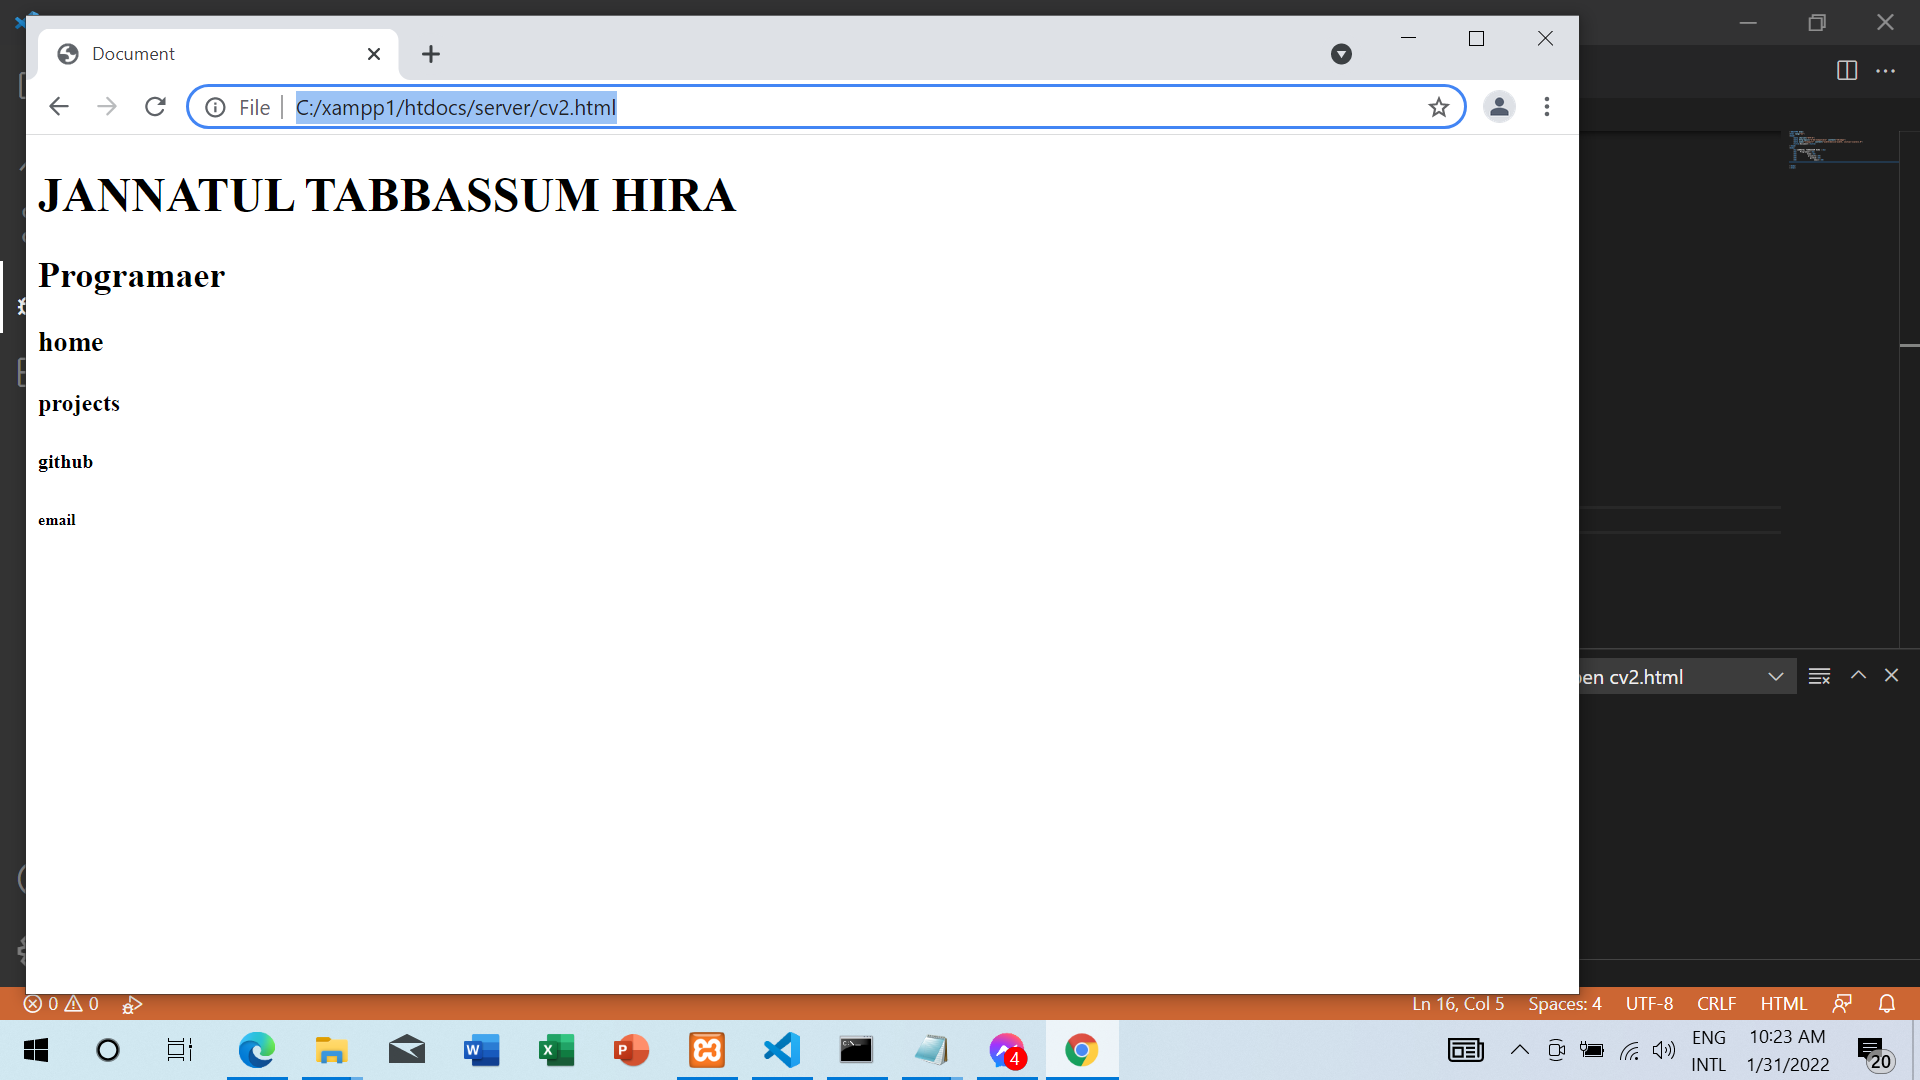 Document
File
C:/xampp1/htdocs/server/cv2.html
JANNATUL TABBASSUM HIRA
Programaer
home
projects
github
email
cv2.html
0 0
Ln 16, Col 5 Spaces: 4 UTF-8 CRLF HTML
4
ENG
INTL
10:23 AM
1/31/2022
20